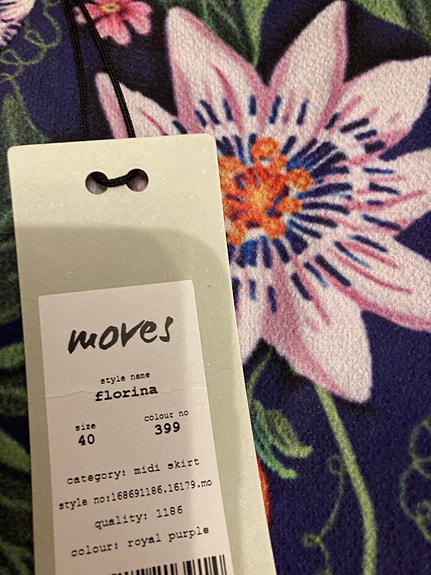 moves
style name
florina
size colour no
40 399
category: midi skirt
style no:168691186.16179.mo
quality: 1186
colour: royal purple